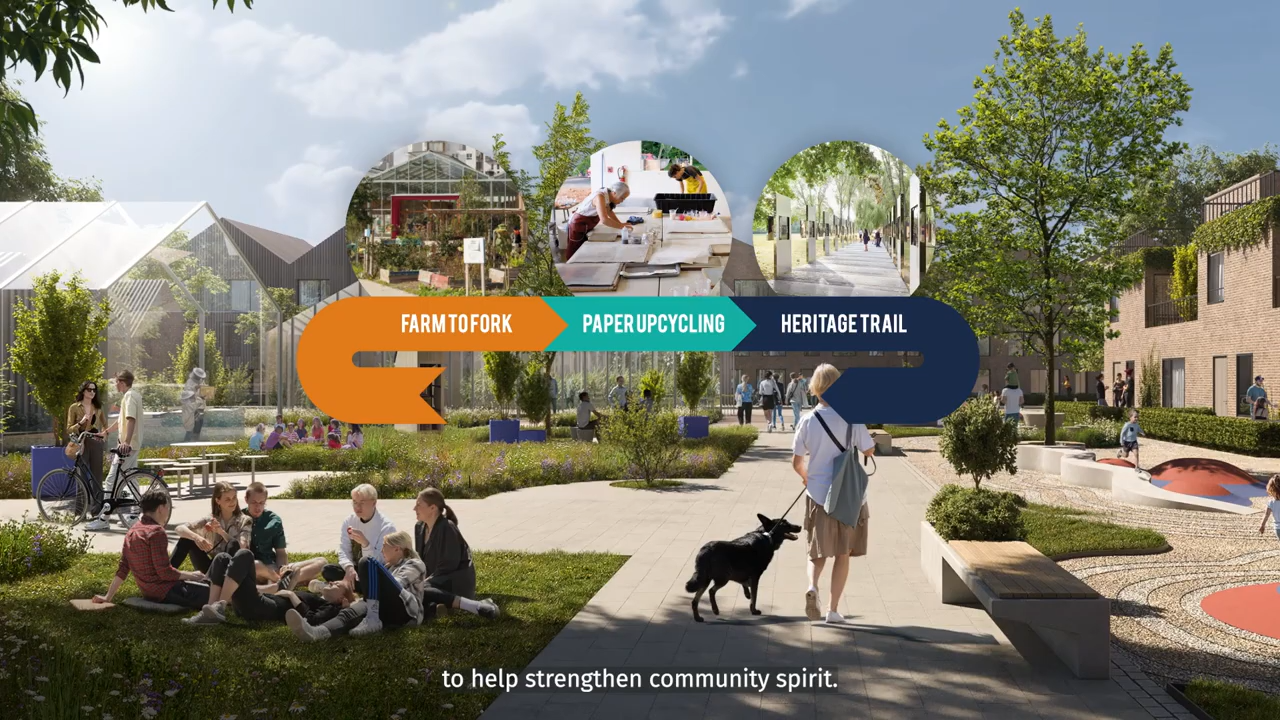 FARM TO FORK
PAPER UPCYCLING
HERITAGE TRAIL
to help strengthen community spirit.